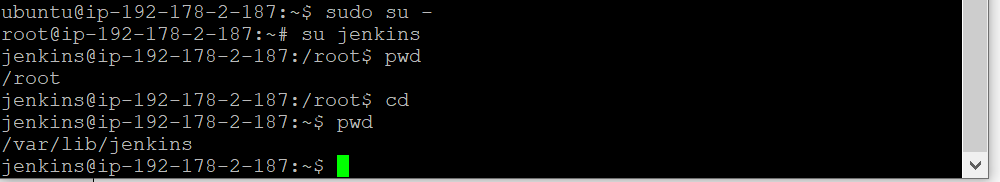 ubuntu@ip-192-178-2-187:~$ sudo su -
root@ip-192-178-2-187:~# su jenkins
jenkins@ip-192-178-2-187:/root$ pwd
/root
jenkins@ip-192-178-2-187:/root$ cd
jenkins@ip-192-178-2-187:~$ pwd
/var/lib/jenkins
jenkins@ip-192-178-2-187:~$